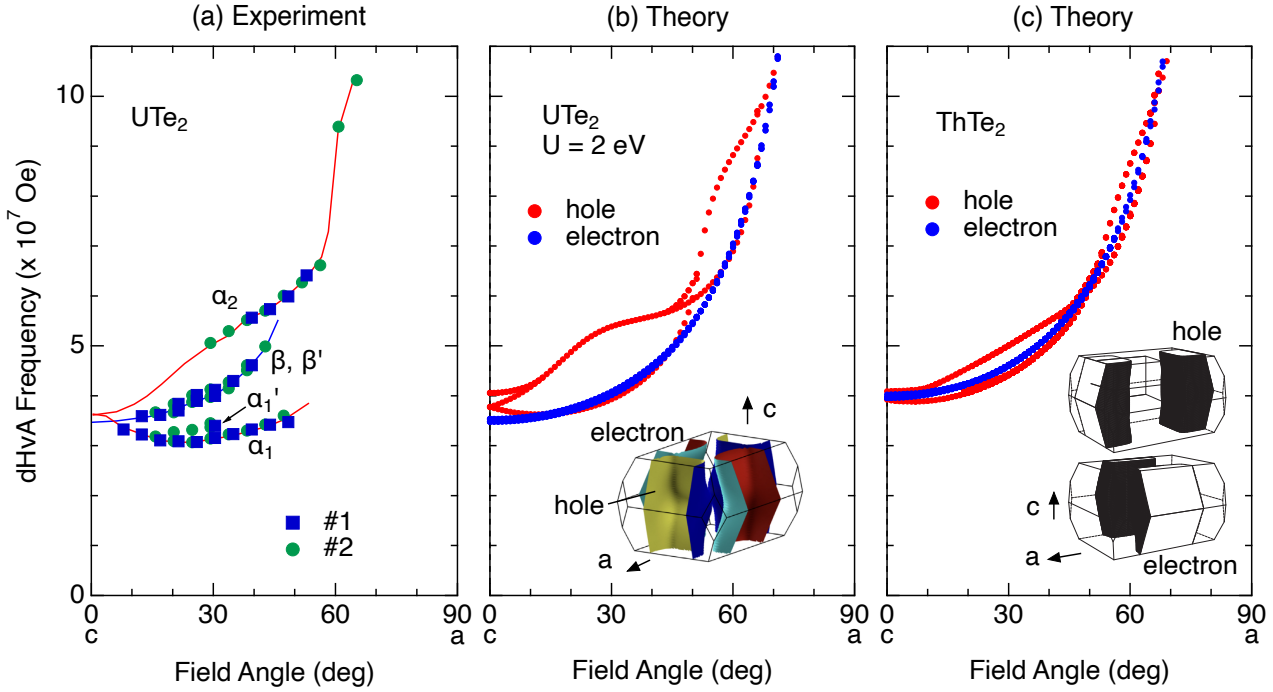 (a) Experiment
(b) Theory
(c) Theory
dHvA Frequency (x 10⁷ Oe)
10
5
0
UTe₂
α₂
β, β'
α₁'
α₁
#1
#2
0
30
60
90
c
a
Field Angle (deg)
UTe₂
U = 2 eV
hole
electron
electron
hole
c
a
0
30
60
90
c
a
Field Angle (deg)
ThTe₂
hole
electron
hole
c
a
electron
0
30
60
90
c
a
Field Angle (deg)